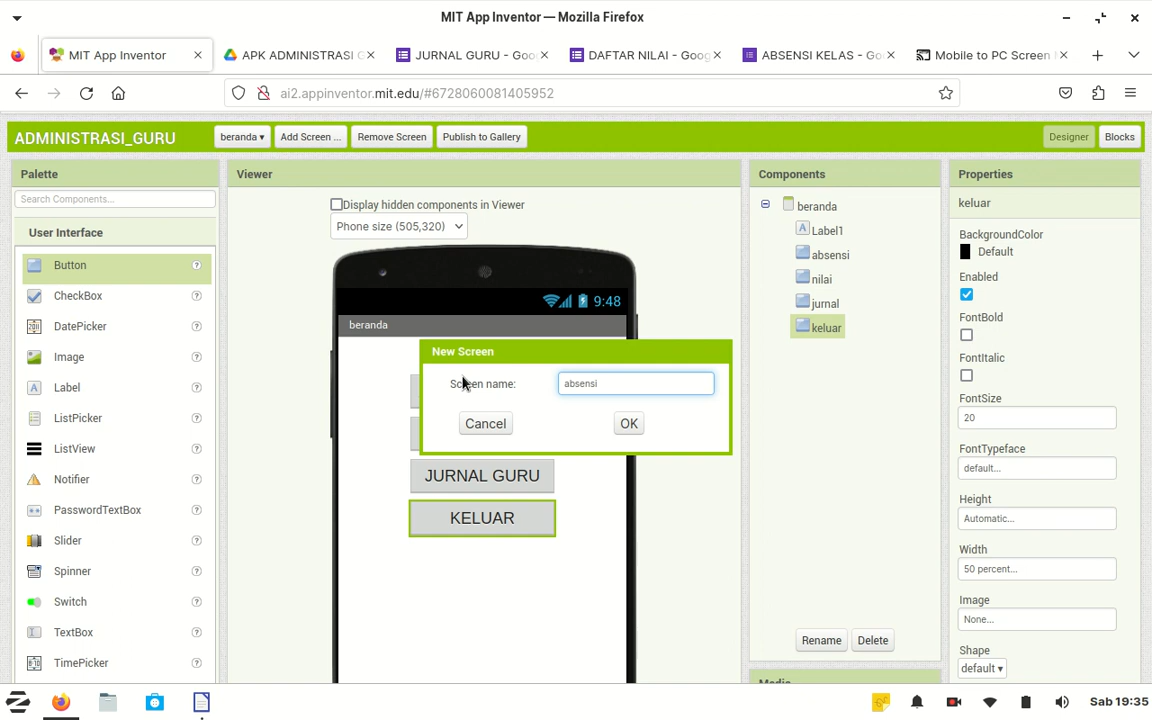 MIT App Inventor — Mozilla Firefox
MIT App Inventor
APK ADMINISTRASI G
JURNAL GURU - Goo
DAFTAR NILAI - Goog
ABSENSI KELAS - Go
Mobile to PC Screen
ai2.appinventor.mit.edu/#6728060081405952
ADMINISTRASI_GURU
beranda ▾
Add Screen ...
Remove Screen
Publish to Gallery
Designer
Blocks
Palette
Search Components...
User Interface
Button
CheckBox
DatePicker
Image
Label
ListPicker
ListView
Notifier
PasswordTextBox
Slider
Spinner
Switch
TextBox
TimePicker
Viewer
Display hidden components in Viewer
Phone size (505,320)
9:48
beranda
New Screen
Screen name:
absensi
Cancel
OK
JURNAL GURU
KELUAR
Components
beranda
Label1
absensi
nilai
jurnal
keluar
Rename
Delete
Media
Properties
keluar
BackgroundColor
Default
Enabled
FontBold
FontItalic
FontSize
20
FontTypeface
default...
Height
Automatic...
Width
50 percent...
Image
None...
Shape
default ▾
Sab 19:35